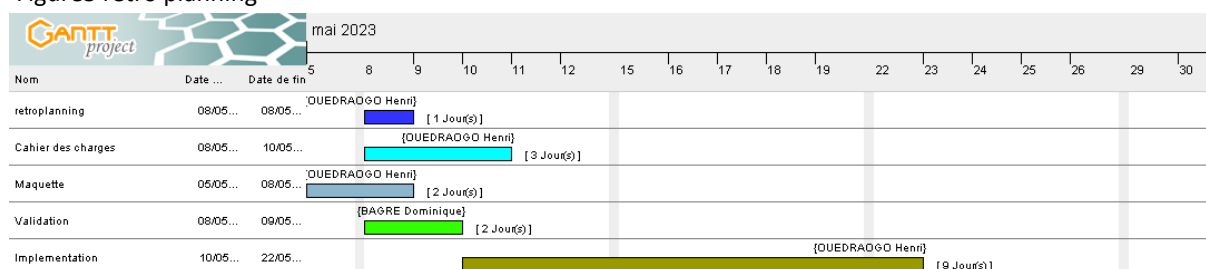 Figures retro planning
GANTT project
mai 2023
Nom Date ... Date de fin
5 8 9 10 11 12 15 16 17 18 19 22 23 24 25 26 29 30
retroplanning 08/05... 08/05... {OUEDRAOGO Henri} [ 1 Jour(s) ]
Cahier des charges 08/05... 10/05... {OUEDRAOGO Henri} [ 3 Jour(s) ]
Maquette 05/05... 08/05... {OUEDRAOGO Henri} [ 2 Jour(s) ]
Validation 08/05... 09/05... {BAGRE Dominique} [ 2 Jour(s) ]
Implementation 10/05... 22/05... {OUEDRAOGO Henri} [ 9 Jour(s) ]